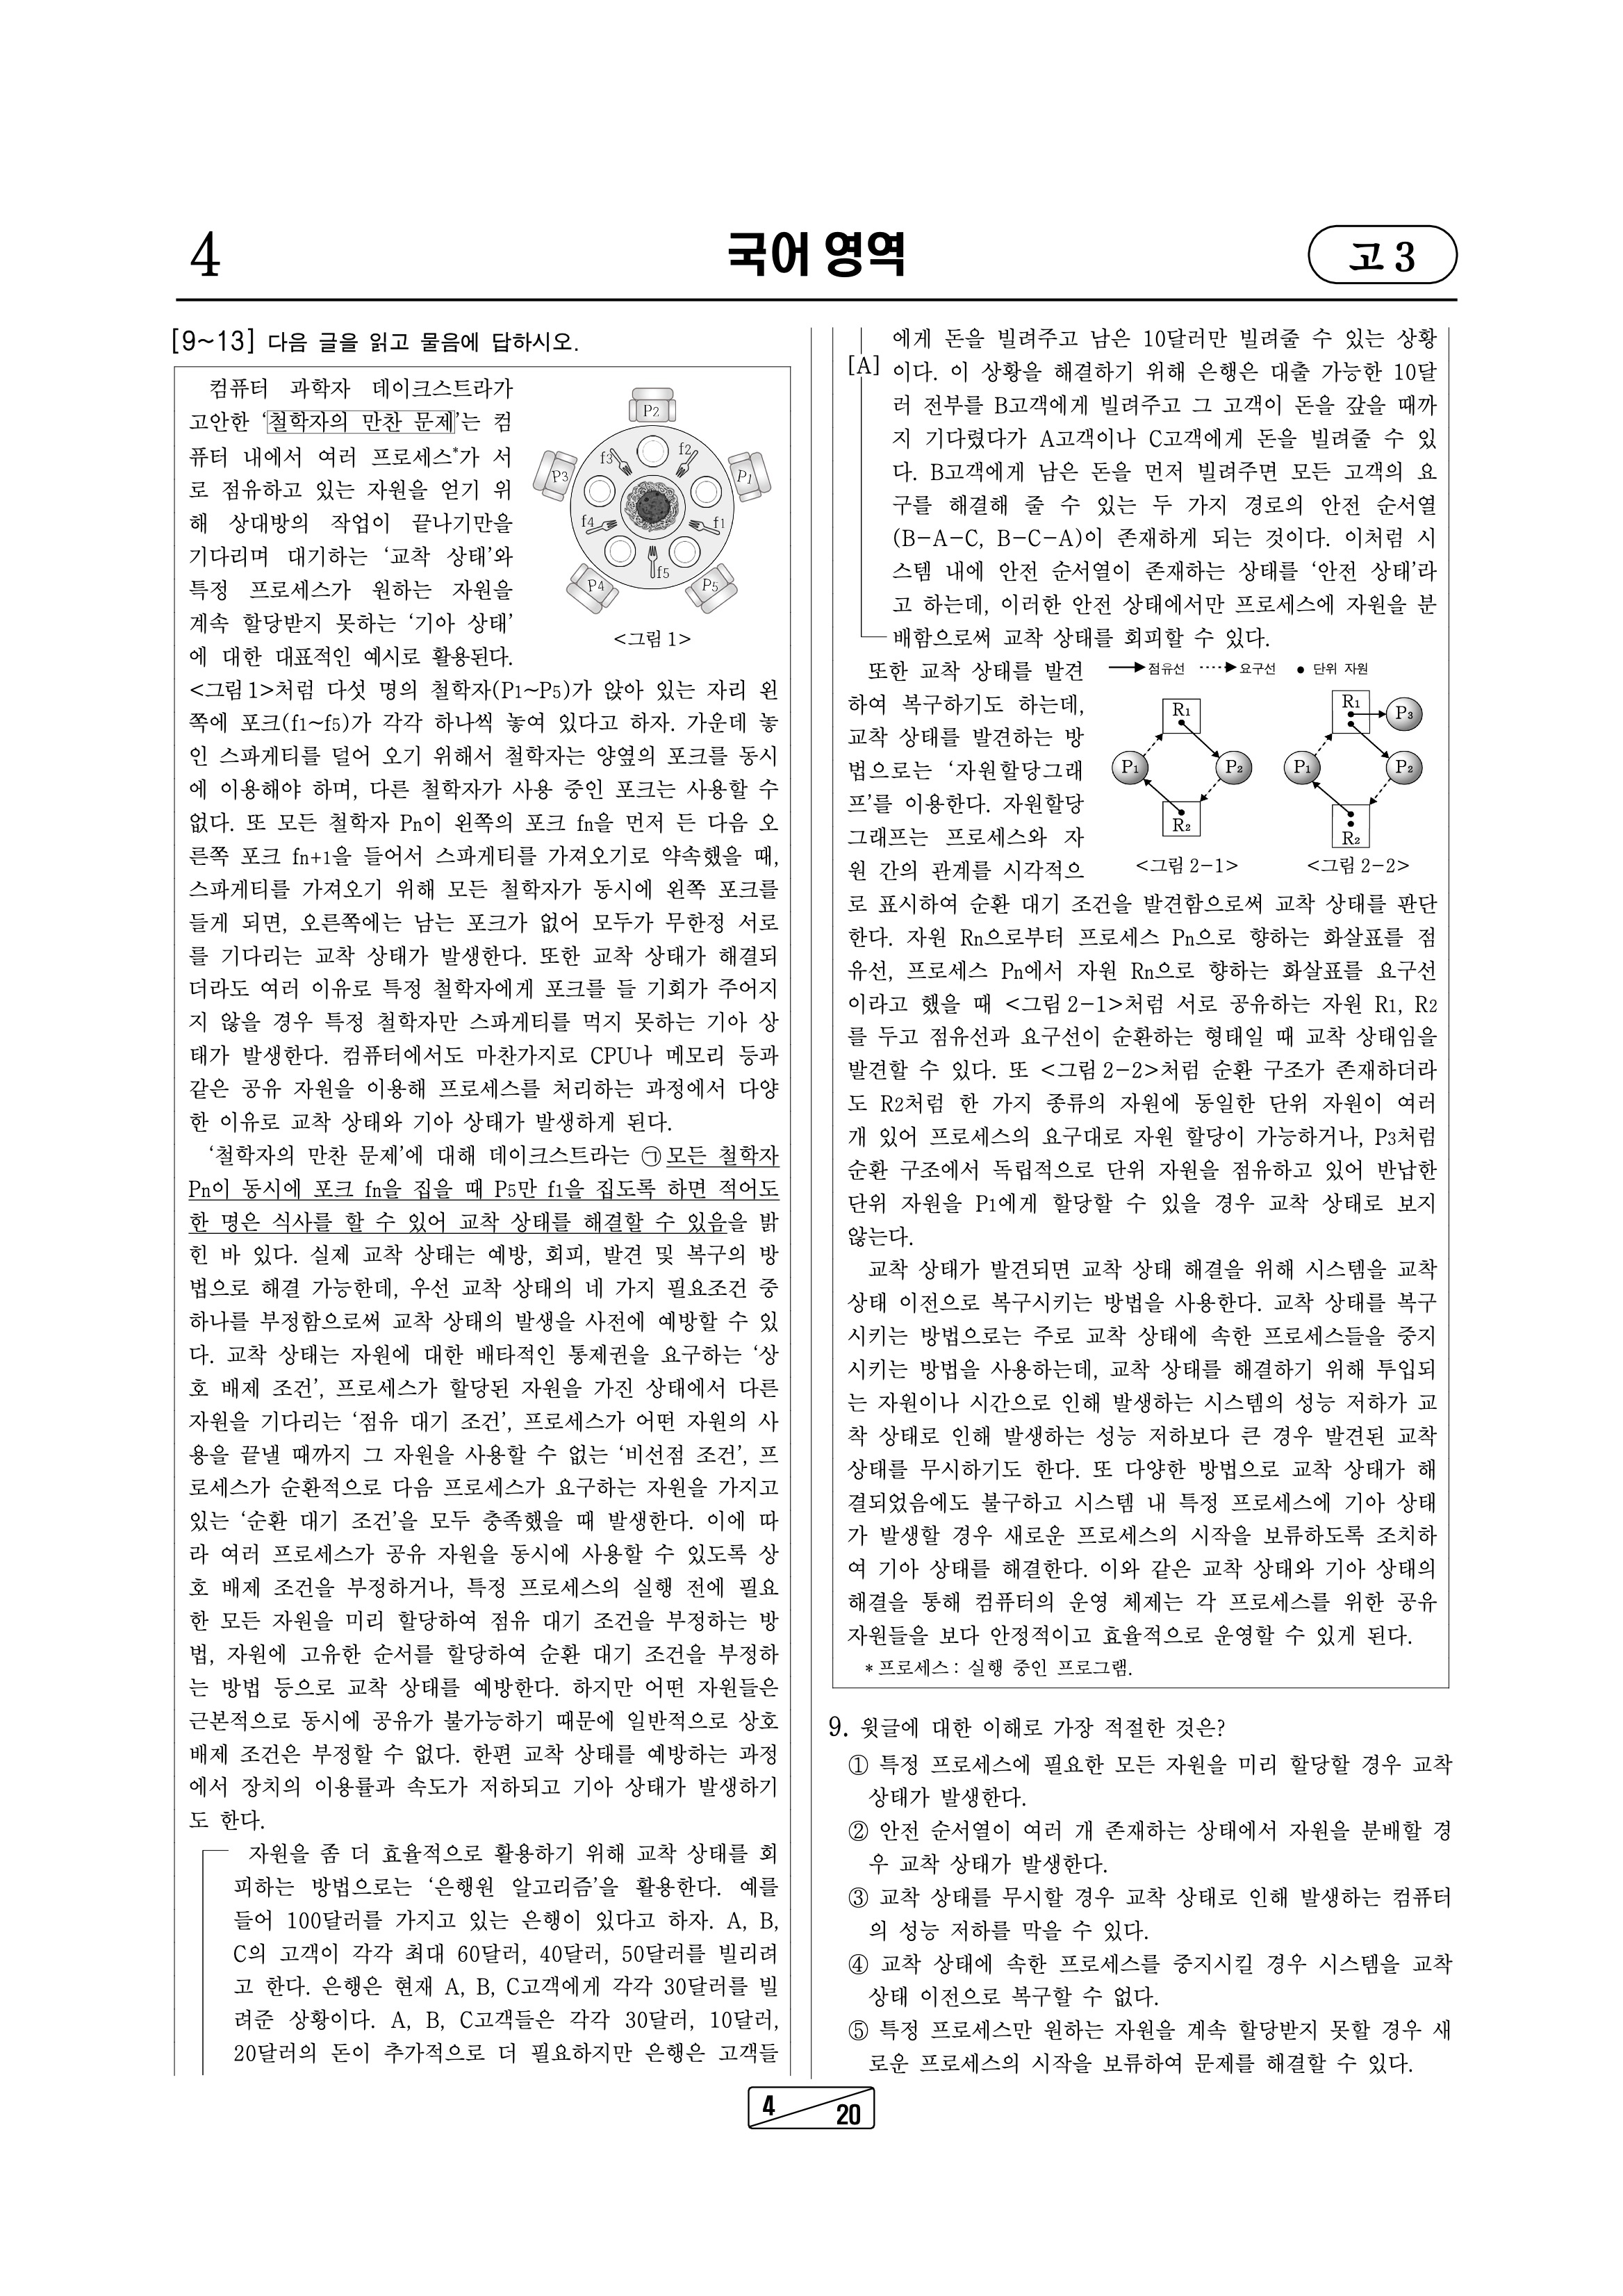 4
국어 영역
고 3
[9~13] 다음 글을 읽고 물음에 답하시오.
컴퓨터 과학자 데이크스트라가
고안한 ‘철학자의 만찬 문제’는 컴
퓨터 내에서 여러 프로세스*가 서
로 점유하고 있는 자원을 얻기 위
해 상대방의 작업이 끝나기만을
기다리며 대기하는 ‘교착 상태’와
특정 프로세스가 원하는 자원을
계속 할당받지 못하는 ‘기아 상태’
에 대한 대표적인 예시로 활용된다.
P2
f3 f2
P3 P1
f4 f1
f5
P4 P5
<그림 1>
<그림 1>처럼 다섯 명의 철학자(P1~P5)가 앉아 있는 자리 왼
쪽에 포크(f1~f5)가 각각 하나씩 놓여 있다고 하자. 가운데 놓
인 스파게티를 덜어 오기 위해서 철학자는 양옆의 포크를 동시
에 이용해야 하며, 다른 철학자가 사용 중인 포크는 사용할 수
없다. 또 모든 철학자 Pn이 왼쪽의 포크 fn을 먼저 든 다음 오
른쪽 포크 fn+1을 들어서 스파게티를 가져오기로 약속했을 때,
스파게티를 가져오기 위해 모든 철학자가 동시에 왼쪽 포크를
들게 되면, 오른쪽에는 남는 포크가 없어 모두가 무한정 서로
를 기다리는 교착 상태가 발생한다. 또한 교착 상태가 해결되
더라도 여러 이유로 특정 철학자에게 포크를 들 기회가 주어지
지 않을 경우 특정 철학자만 스파게티를 먹지 못하는 기아 상
태가 발생한다. 컴퓨터에서도 마찬가지로 CPU나 메모리 등과
같은 공유 자원을 이용해 프로세스를 처리하는 과정에서 다양
한 이유로 교착 상태와 기아 상태가 발생하게 된다.
‘철학자의 만찬 문제’에 대해 데이크스트라는 ㉠모든 철학자
Pn이 동시에 포크 fn을 집을 때 P5만 f1을 집도록 하면 적어도
한 명은 식사를 할 수 있어 교착 상태를 해결할 수 있음을 밝
힌 바 있다. 실제 교착 상태는 예방, 회피, 발견 및 복구의 방
법으로 해결 가능한데, 우선 교착 상태의 네 가지 필요조건 중
하나를 부정함으로써 교착 상태의 발생을 사전에 예방할 수 있
다. 교착 상태는 자원에 대한 배타적인 통제권을 요구하는 ‘상
호 배제 조건’, 프로세스가 할당된 자원을 가진 상태에서 다른
자원을 기다리는 ‘점유 대기 조건’, 프로세스가 어떤 자원의 사
용을 끝낼 때까지 그 자원을 사용할 수 없는 ‘비선점 조건’, 프
로세스가 순환적으로 다음 프로세스가 요구하는 자원을 가지고
있는 ‘순환 대기 조건’을 모두 충족했을 때 발생한다. 이에 따
라 여러 프로세스가 공유 자원을 동시에 사용할 수 있도록 상
호 배제 조건을 부정하거나, 특정 프로세스의 실행 전에 필요
한 모든 자원을 미리 할당하여 점유 대기 조건을 부정하는 방
법, 자원에 고유한 순서를 할당하여 순환 대기 조건을 부정하
는 방법 등으로 교착 상태를 예방한다. 하지만 어떤 자원들은
근본적으로 동시에 공유가 불가능하기 때문에 일반적으로 상호
배제 조건은 부정할 수 없다. 한편 교착 상태를 예방하는 과정
에서 장치의 이용률과 속도가 저하되고 기아 상태가 발생하기
도 한다.
자원을 좀 더 효율적으로 활용하기 위해 교착 상태를 회
피하는 방법으로는 ‘은행원 알고리즘’을 활용한다. 예를
들어 100달러를 가지고 있는 은행이 있다고 하자. A, B,
C의 고객이 각각 최대 60달러, 40달러, 50달러를 빌리려
고 한다. 은행은 현재 A, B, C고객에게 각각 30달러를 빌
려준 상황이다. A, B, C고객들은 각각 30달러, 10달러,
20달러의 돈이 추가적으로 더 필요하지만 은행은 고객들
에게 돈을 빌려주고 남은 10달러만 빌려줄 수 있는 상황
[A] 이다. 이 상황을 해결하기 위해 은행은 대출 가능한 10달
러 전부를 B고객에게 빌려주고 그 고객이 돈을 갚을 때까
지 기다렸다가 A고객이나 C고객에게 돈을 빌려줄 수 있
다. B고객에게 남은 돈을 먼저 빌려주면 모든 고객의 요
구를 해결해 줄 수 있는 두 가지 경로의 안전 순서열
(B-A-C, B-C-A)이 존재하게 되는 것이다. 이처럼 시
스템 내에 안전 순서열이 존재하는 상태를 ‘안전 상태’라
고 하는데, 이러한 안전 상태에서만 프로세스에 자원을 분
배함으로써 교착 상태를 회피할 수 있다.
또한 교착 상태를 발견
하여 복구하기도 하는데,
교착 상태를 발견하는 방
법으로는 ‘자원할당그래
프’를 이용한다. 자원할당
그래프는 프로세스와 자
원 간의 관계를 시각적으
점유선 요구선 단위 자원
R1
P1 P2
R2
<그림 2-1>
R1
P3
P1 P2
R2
<그림 2-2>
로 표시하여 순환 대기 조건을 발견함으로써 교착 상태를 판단
한다. 자원 Rn으로부터 프로세스 Pn으로 향하는 화살표를 점
유선, 프로세스 Pn에서 자원 Rn으로 향하는 화살표를 요구선
이라고 했을 때 <그림 2-1>처럼 서로 공유하는 자원 R1, R2
를 두고 점유선과 요구선이 순환하는 형태일 때 교착 상태임을
발견할 수 있다. 또 <그림 2-2>처럼 순환 구조가 존재하더라
도 R2처럼 한 가지 종류의 자원에 동일한 단위 자원이 여러
개 있어 프로세스의 요구대로 자원 할당이 가능하거나, P3처럼
순환 구조에서 독립적으로 단위 자원을 점유하고 있어 반납한
단위 자원을 P1에게 할당할 수 있을 경우 교착 상태로 보지
않는다.
교착 상태가 발견되면 교착 상태 해결을 위해 시스템을 교착
상태 이전으로 복구시키는 방법을 사용한다. 교착 상태를 복구
시키는 방법으로는 주로 교착 상태에 속한 프로세스들을 중지
시키는 방법을 사용하는데, 교착 상태를 해결하기 위해 투입되
는 자원이나 시간으로 인해 발생하는 시스템의 성능 저하가 교
착 상태로 인해 발생하는 성능 저하보다 큰 경우 발견된 교착
상태를 무시하기도 한다. 또 다양한 방법으로 교착 상태가 해
결되었음에도 불구하고 시스템 내 특정 프로세스에 기아 상태
가 발생할 경우 새로운 프로세스의 시작을 보류하도록 조치하
여 기아 상태를 해결한다. 이와 같은 교착 상태와 기아 상태의
해결을 통해 컴퓨터의 운영 체제는 각 프로세스를 위한 공유
자원들을 보다 안정적이고 효율적으로 운영할 수 있게 된다.
* 프로세스 : 실행 중인 프로그램.
9. 윗글에 대한 이해로 가장 적절한 것은?
① 특정 프로세스에 필요한 모든 자원을 미리 할당할 경우 교착
상태가 발생한다.
② 안전 순서열이 여러 개 존재하는 상태에서 자원을 분배할 경
우 교착 상태가 발생한다.
③ 교착 상태를 무시할 경우 교착 상태로 인해 발생하는 컴퓨터
의 성능 저하를 막을 수 있다.
④ 교착 상태에 속한 프로세스를 중지시킬 경우 시스템을 교착
상태 이전으로 복구할 수 없다.
⑤ 특정 프로세스만 원하는 자원을 계속 할당받지 못할 경우 새
로운 프로세스의 시작을 보류하여 문제를 해결할 수 있다.
4 20